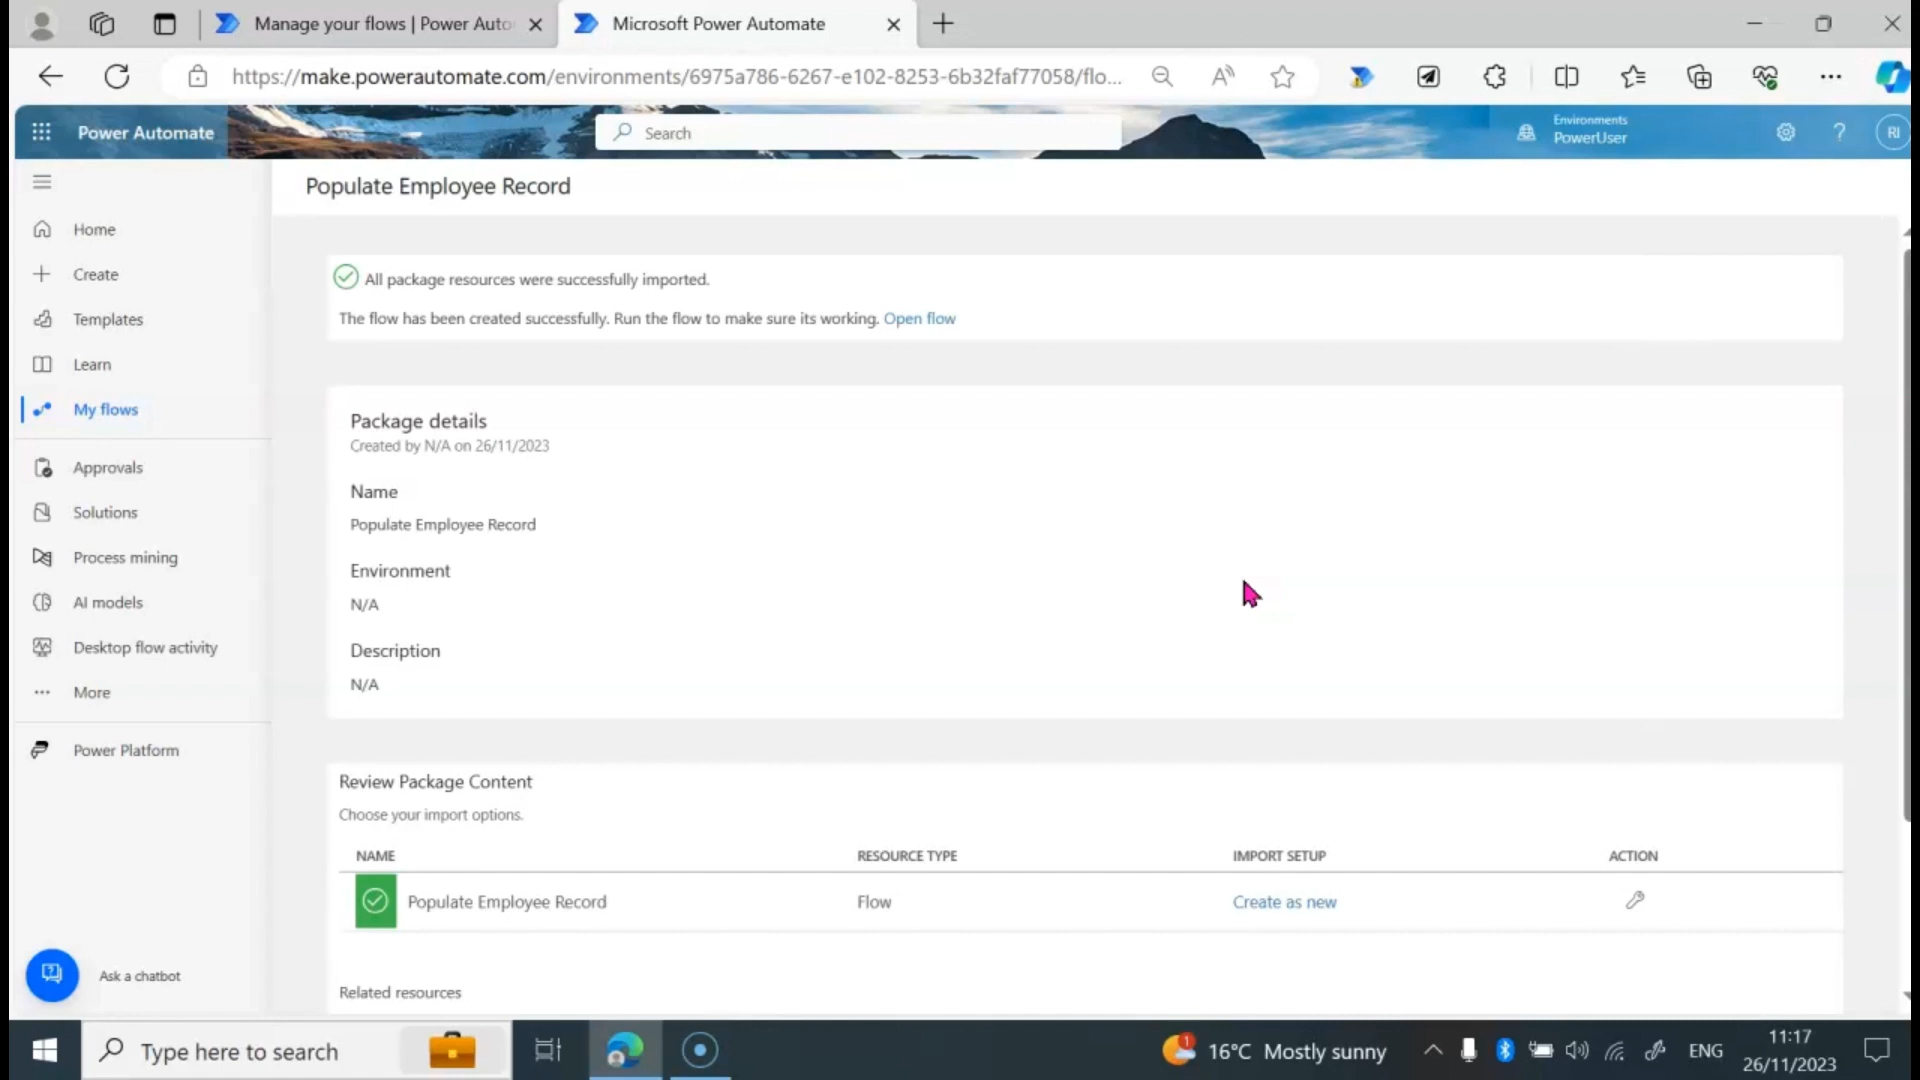 Manage your flows | Power Auto
Microsoft Power Automate
https://make.powerautomate.com/environments/6975a786-6267-e102-8253-6b32faf77058/flo...
Power Automate
Search
Environments
PowerUser
RI
Populate Employee Record
Home
Create
Templates
Learn
My flows
Approvals
Solutions
Process mining
AI models
Desktop flow activity
More
Power Platform
Ask a chatbot
All package resources were successfully imported.
The flow has been created successfully. Run the flow to make sure its working. Open flow
Package details
Created by N/A on 26/11/2023
Name
Populate Employee Record
Environment
N/A
Description
N/A
Review Package Content
Choose your import options.
NAME RESOURCE TYPE IMPORT SETUP ACTION
Populate Employee Record Flow Create as new
Related resources
Type here to search
1
16°C Mostly sunny
ENG
11:17
26/11/2023